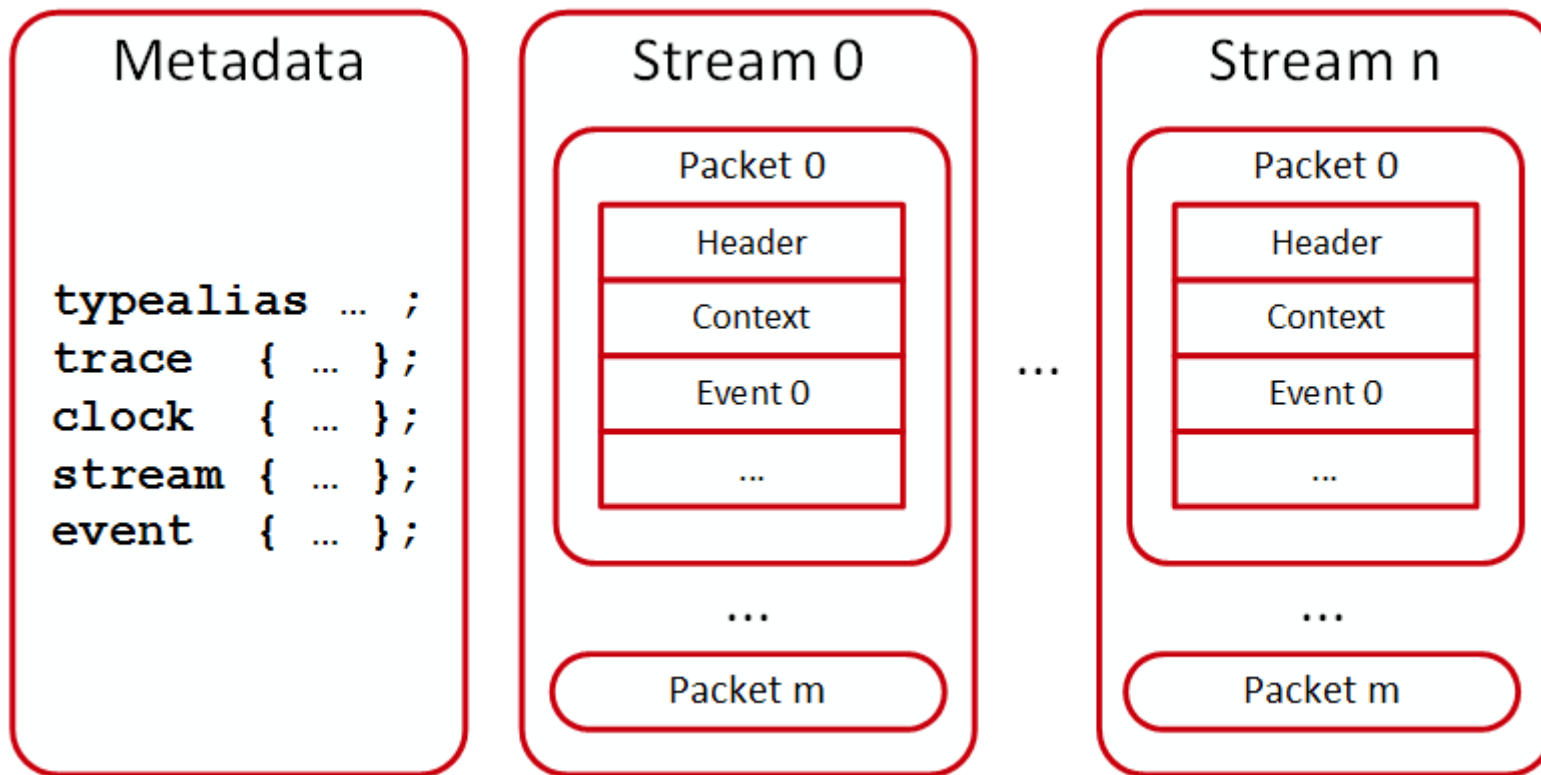 Metadata
typealias … ;
trace { … };
clock { … };
stream { … };
event { … };
Stream 0
Packet 0
Header
Context
Event 0
...
...
Packet m
...
Stream n
Packet 0
Header
Context
Event 0
...
...
Packet m